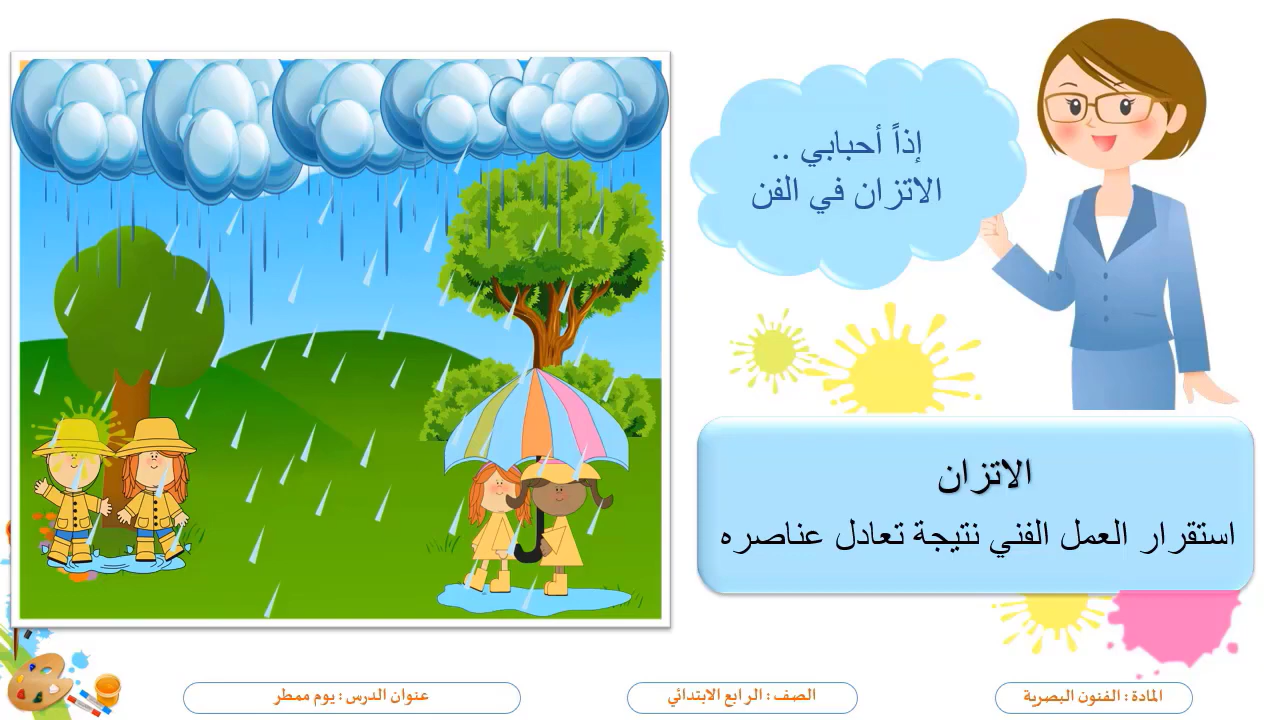 إذاً أحبابي ..
الاتزان في الفن
الاتزان
استقرار العمل الفني نتيجة تعادل عناصره
المادة : الفنون البصرية
الصف : الرابع الابتدائي
عنوان الدرس : يوم ممطر